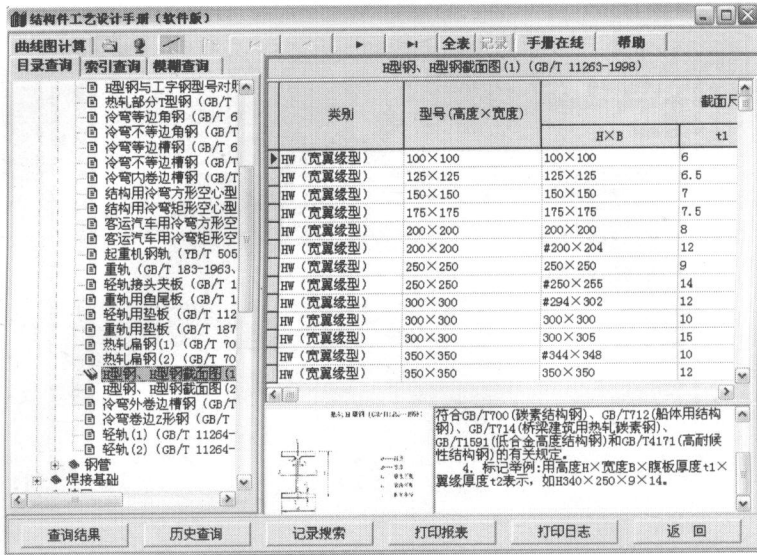 结构件工艺设计手册（软件版）
曲线图计算 全表 记录 手册在线 帮助
目录查询 索引查询 模糊查询
H型钢、H型钢截面图(1) (GB/T 11263-1998)
H型钢与工字钢型号对照
热轧部分T型钢 (GB/T
冷弯等边角钢 (GB/T 6
冷弯不等边角钢 (GB/T
冷弯等边槽钢 (GB/T 6
冷弯不等边槽钢 (GB/T
冷弯内卷边槽钢 (GB/T
结构用冷弯方形空心型
结构用冷弯矩形空心型
客运汽车用冷弯方形空
客运汽车用冷弯矩形空
起重机钢轨 (YB/T 505
重轨 (GB/T 183-1963、
轻轨接头夹板 (GB/T 1
重轨用鱼尾板 (GB/T 1
轻轨用垫板 (GB/T 112
重轨用垫板 (GB/T 187
热轧扁钢(1) (GB/T 70
热轧扁钢(2) (GB/T 70
H型钢、H型钢截面图(1
H型钢、H型钢截面图(2
冷弯外卷边槽钢 (GB/T
冷弯卷边Z形钢 (GB/T
轻轨(1) (GB/T 11264-
轻轨(2) (GB/T 11264-
钢管
焊接基础
类别 型号(高度×宽度) 截面尺
H×B t1
HW (宽翼缘型) 100×100 100×100 6
HW (宽翼缘型) 125×125 125×125 6.5
HW (宽翼缘型) 150×150 150×150 7
HW (宽翼缘型) 175×175 175×175 7.5
HW (宽翼缘型) 200×200 200×200 8
HW (宽翼缘型) 200×200 #200×204 12
HW (宽翼缘型) 250×250 250×250 9
HW (宽翼缘型) 250×250 #250×255 14
HW (宽翼缘型) 300×300 #294×302 12
HW (宽翼缘型) 300×300 300×300 10
HW (宽翼缘型) 300×300 300×305 15
HW (宽翼缘型) 350×350 #344×348 10
HW (宽翼缘型) 350×350 350×350 12
符合GB/T700(碳素结构钢)、GB/T712(船体用结构
钢)、GB/T714(桥梁建筑用热轧碳素钢)、
GB/T1591(低合金高度结构钢)和GB/T4171(高耐候
性结构钢)的有关规定。
4. 标记举例:用高度H×宽度B×腹板厚度t1×
翼缘厚度t2表示，如H340×250×9×14。
查询结果 历史查询 记录搜索 打印报表 打印日志 返 回